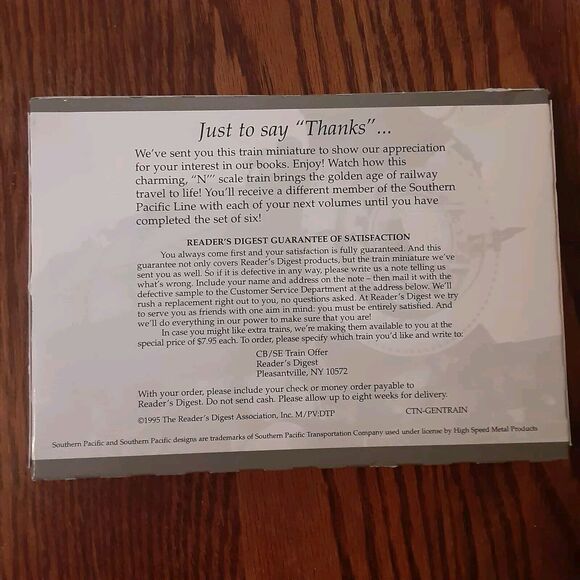 Just to say "Thanks"...
We've sent you this train miniature to show our appreciation
for your interest in our books. Enjoy! Watch how this
charming, "N"' scale train brings the golden age of railway
travel to life! You'll receive a different member of the Southern
Pacific Line with each of your next volumes until you have
completed the set of six!
READER'S DIGEST GUARANTEE OF SATISFACTION
You always come first and your satisfaction is fully guaranteed. And this
guarantee not only covers Reader's Digest products, but the train miniature we've
sent you as well. So if it is defective in any way, please write us a note telling us
what's wrong. Include your name and address on the note – then mail it with the
defective sample to the Customer Service Department at the address below. We'll
rush a replacement right out to you, no questions asked. At Reader's Digest we try
to serve you as friends with one aim in mind: you must be entirely satisfied. And
we'll do everything in our power to make sure that you are!
In case you might like extra trains, we're making them available to you at the
special price of $7.95 each. To order, please specify which train you'd like and write to:
CB/SE Train Offer
Reader's Digest
Pleasantville, NY 10572
With your order, please include your check or money order payable to
Reader's Digest. Do not send cash. Please allow up to eight weeks for delivery.
©1995 The Reader's Digest Association, Inc. M/PV:DTP CTN-GENTRAIN
Southern Pacific and Southern Pacific designs are trademarks of Southern Pacific Transportation Company used under license by High Speed Metal Products